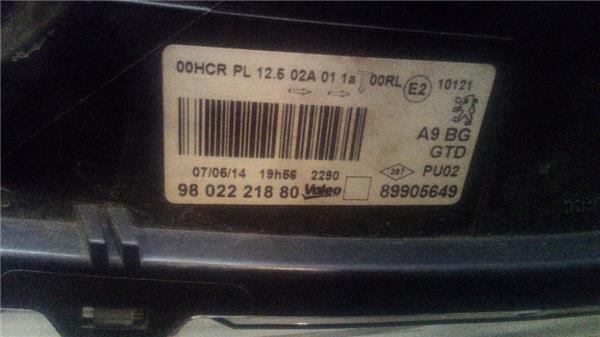 00HCR PL 12.5 02A 01 1a 00RL E2 10121
A9 BG
GTD
07/06/14 19h56 2290 267 PU02
98 022 218 80 Valeo 89905649